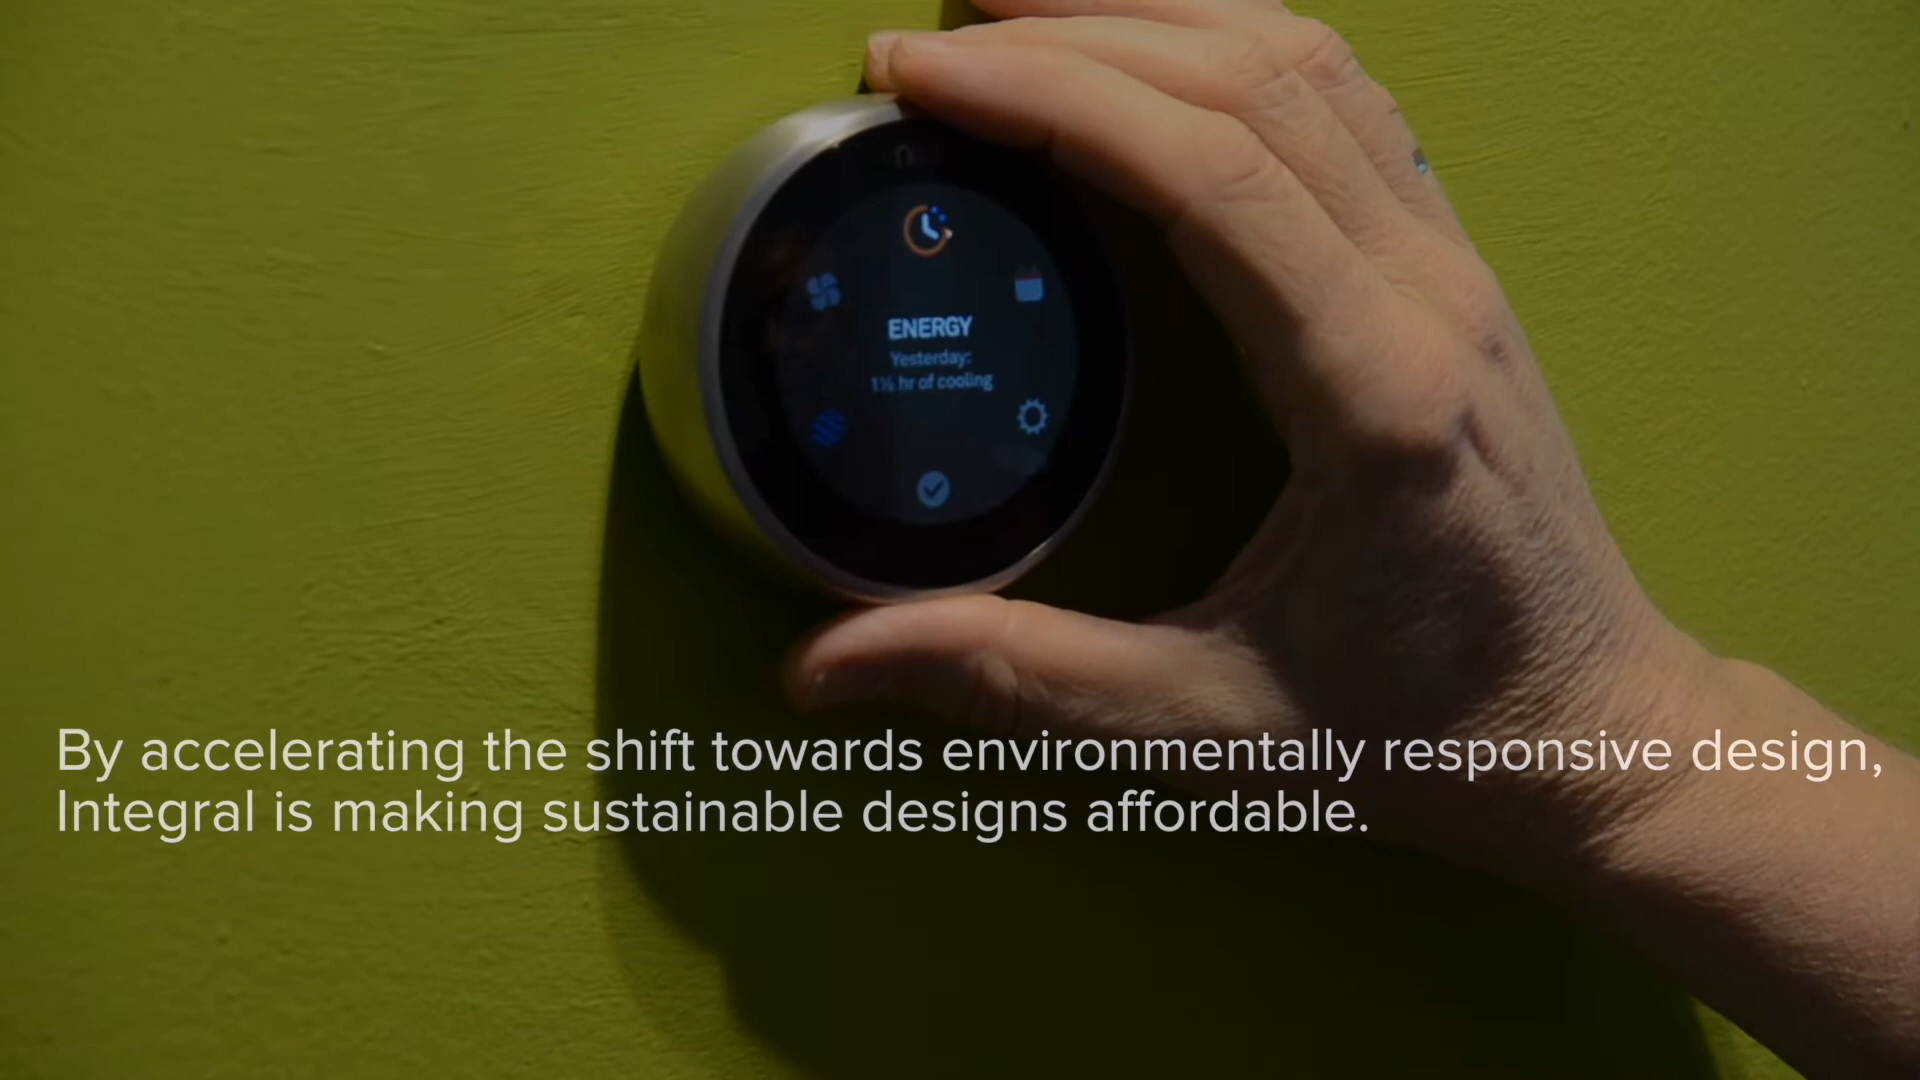 ENERGY
Yesterday:
1½ hr of cooling
By accelerating the shift towards environmentally responsive design,
Integral is making sustainable designs affordable.